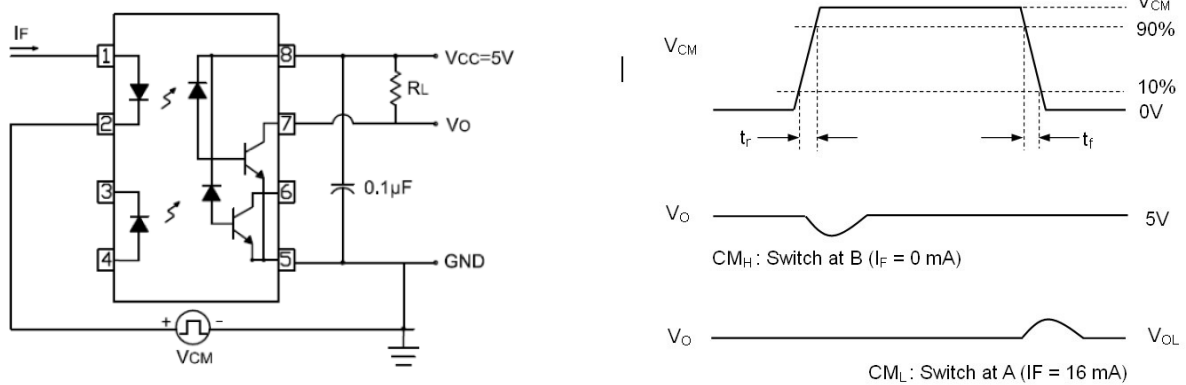 IF
1
2
3
4
8
7
6
5
VCC=5V
RL
VO
0.1µF
GND
+
-
VCM
|
VCM
VCM
90%
10%
0V
tr
tf
VO
5V
CMH : Switch at B (IF = 0 mA)
VO
VOL
CML : Switch at A (IF = 16 mA)